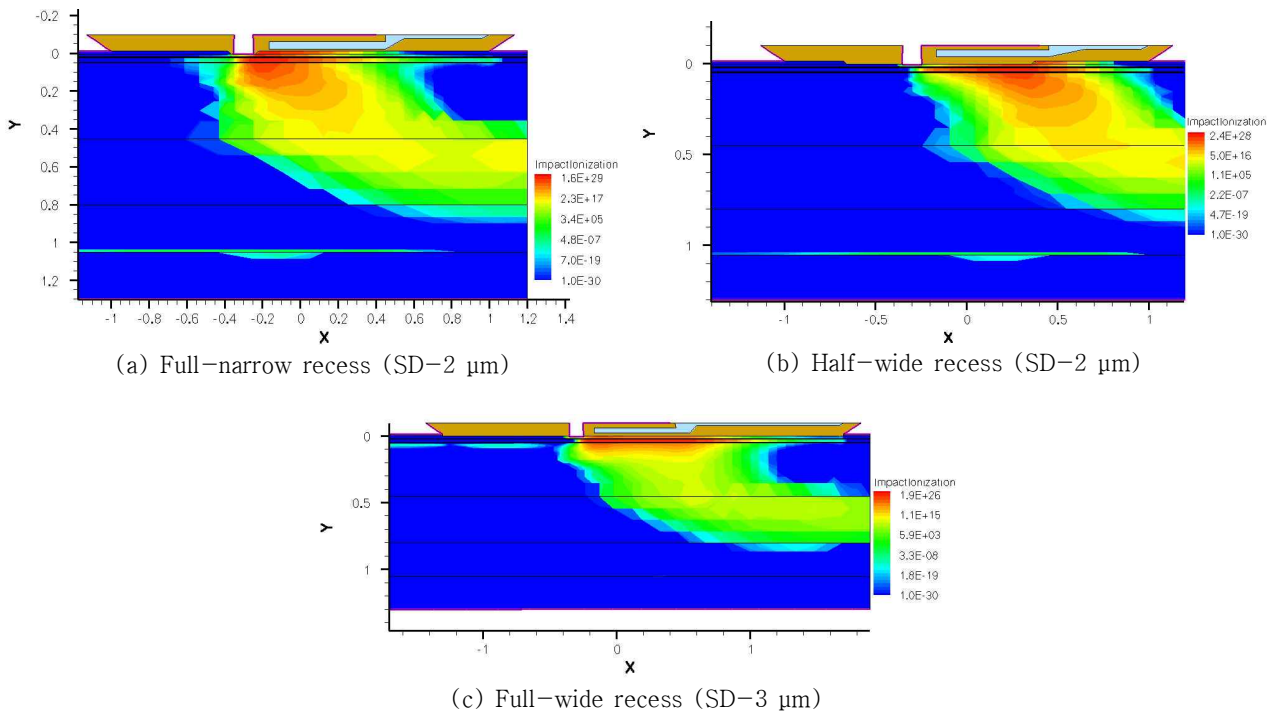 -0.2
0
0.2
0.4
0.6
0.8
1
1.2
Y
ImpactIonization
1.6E+29
2.3E+17
3.4E+05
4.8E-07
7.0E-19
1.0E-30
-1 -0.8 -0.6 -0.4 -0.2 0 0.2 0.4 0.6 0.8 1 1.2 1.4
X
(a) Full-narrow recess (SD-2 μm)
0
0.5
1
Y
ImpactIonization
2.4E+28
5.0E+16
1.1E+05
2.2E-07
4.7E-19
1.0E-30
-1 -0.5 0 0.5 1
X
(b) Half-wide recess (SD-2 μm)
0
0.5
1
Y
ImpactIonization
1.9E+26
1.1E+15
5.9E+03
3.3E-08
1.8E-19
1.0E-30
-1 0 1
X
(c) Full-wide recess (SD-3 μm)